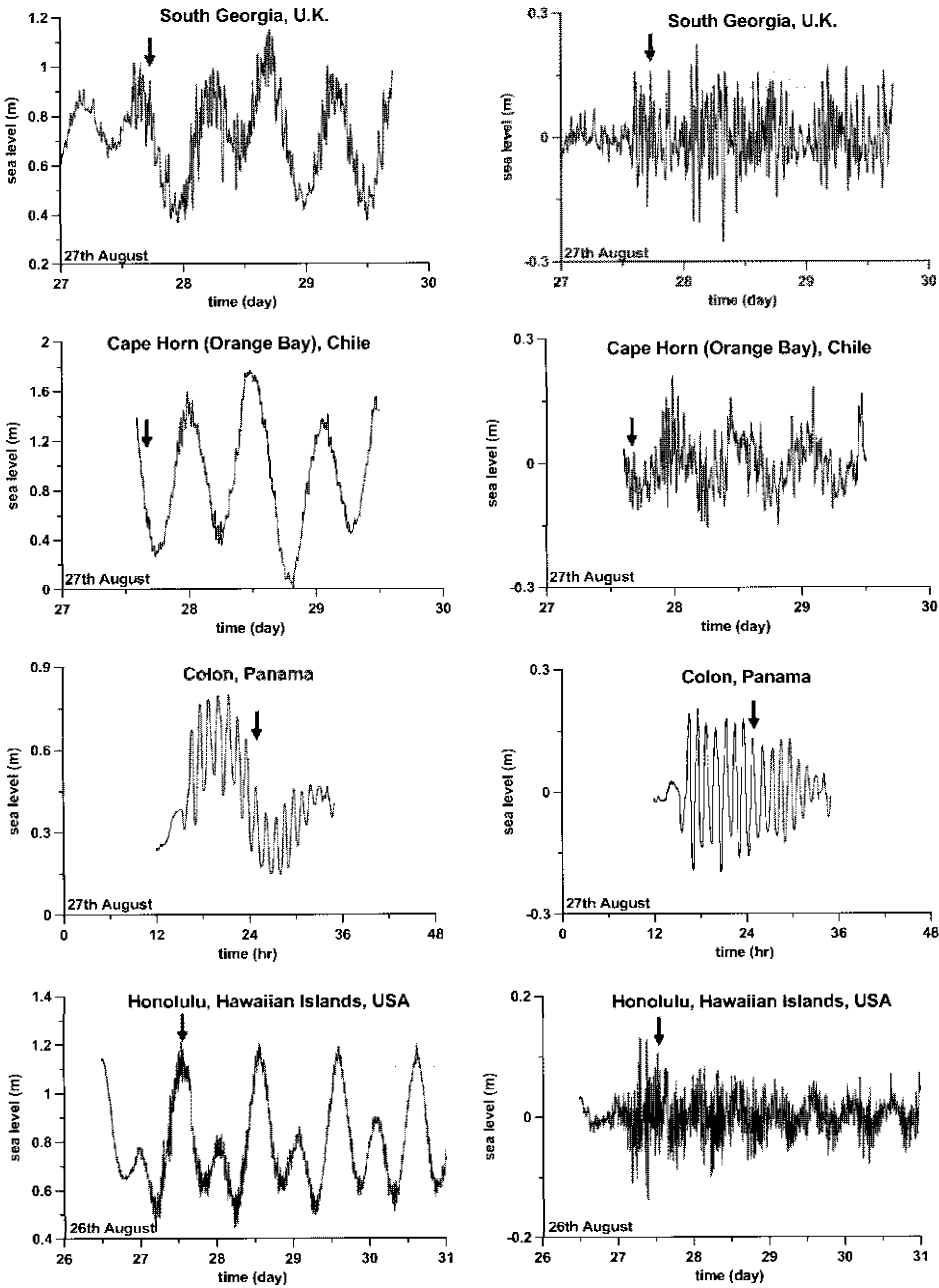 South Georgia, U.K.
1.2
1
0.8
0.6
0.4
0.2
sea level (m)
27th August
27 28 29 30
time (day)
South Georgia, U.K.
0.3
0
-0.3
sea level (m)
27th August
27 28 29 30
time (day)
Cape Horn (Orange Bay), Chile
2
1.6
1.2
0.8
0.4
0
sea level (m)
27th August
27 28 29 30
time (day)
Cape Horn (Orange Bay), Chile
0.3
0
-0.3
sea level (m)
27th August
27 28 29 30
time (day)
Colon, Panama
0.9
0.6
0.3
0
sea level (m)
27th August
0 12 24 36 48
time (hr)
Colon, Panama
0.3
0
-0.3
sea level (m)
27th August
0 12 24 36 48
time (hr)
Honolulu, Hawaiian Islands, USA
1.4
1.2
1
0.8
0.6
0.4
sea level (m)
26th August
26 27 28 29 30 31
time (day)
Honolulu, Hawaiian Islands, USA
0.2
0
-0.2
sea level (m)
26th August
26 27 28 29 30 31
time (day)